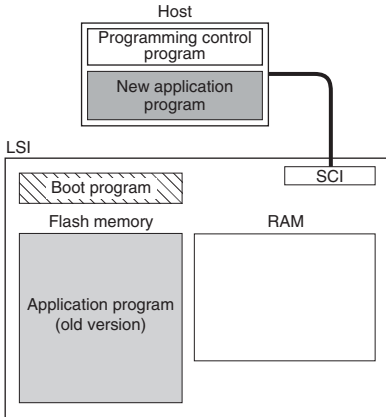 Host
Programming control
program
New application
program
LSI
SCI
Boot program
Flash memory
RAM
Application program
(old version)